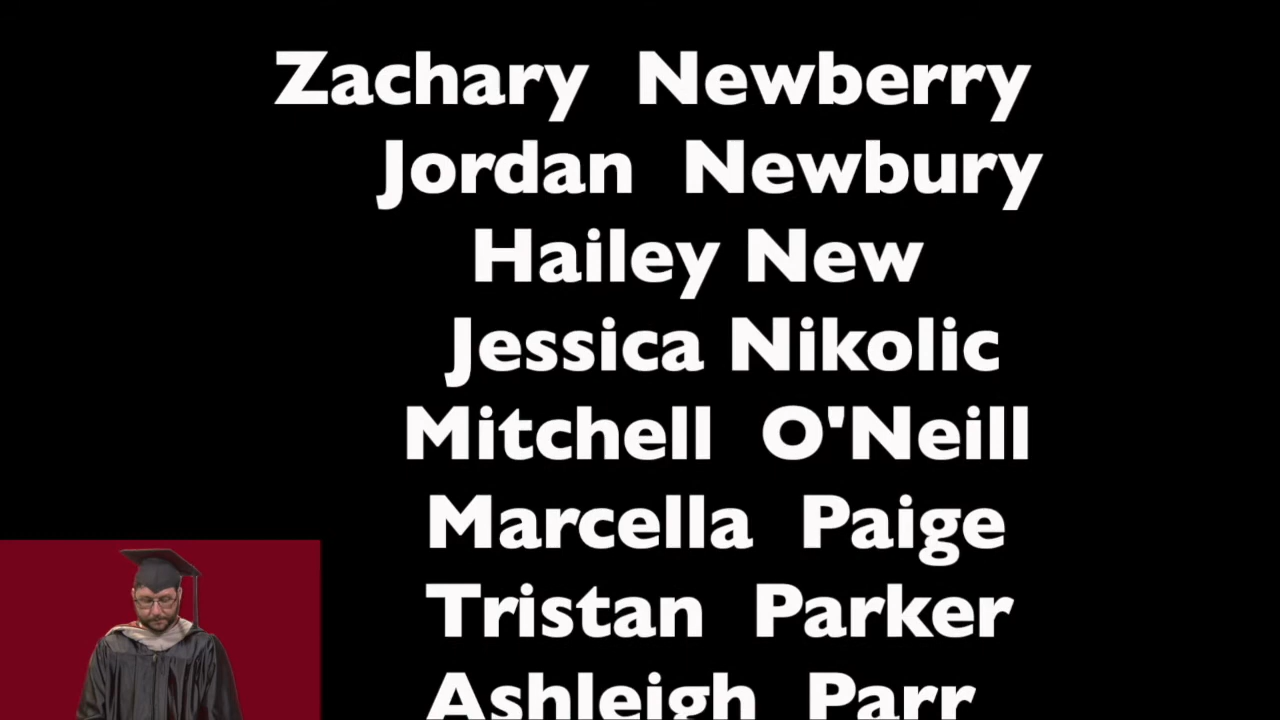 Zachary Newberry
Jordan Newbury
Hailey New
Jessica Nikolic
Mitchell O'Neill
Marcella Paige
Tristan Parker
Ashleigh Parr